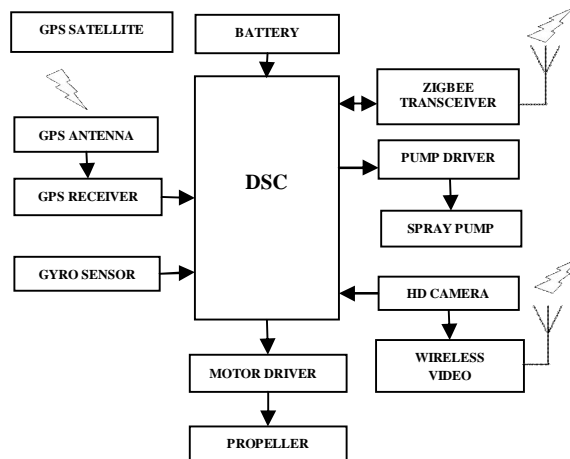 GPS SATELLITE
BATTERY
ZIGBEE
TRANSCEIVER
GPS ANTENNA
DSC
PUMP DRIVER
GPS RECEIVER
SPRAY PUMP
GYRO SENSOR
HD CAMERA
MOTOR DRIVER
WIRELESS
VIDEO
PROPELLER